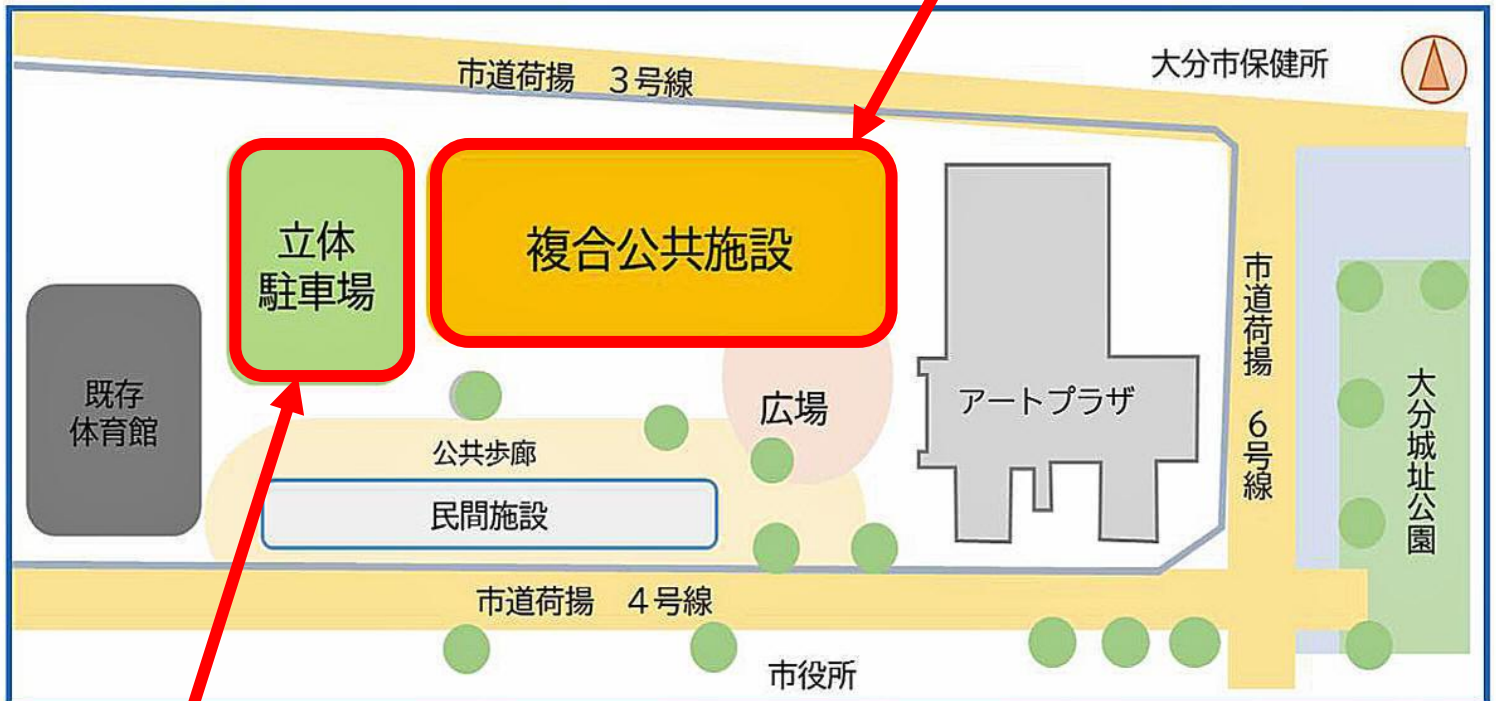 市道荷揚　３号線
大分市保健所
立体
駐車場
複合公共施設
既存
体育館
公共歩廊
民間施設
広場
アートプラザ
市道荷揚　６号線
大分城址公園
市道荷揚　４号線
市役所